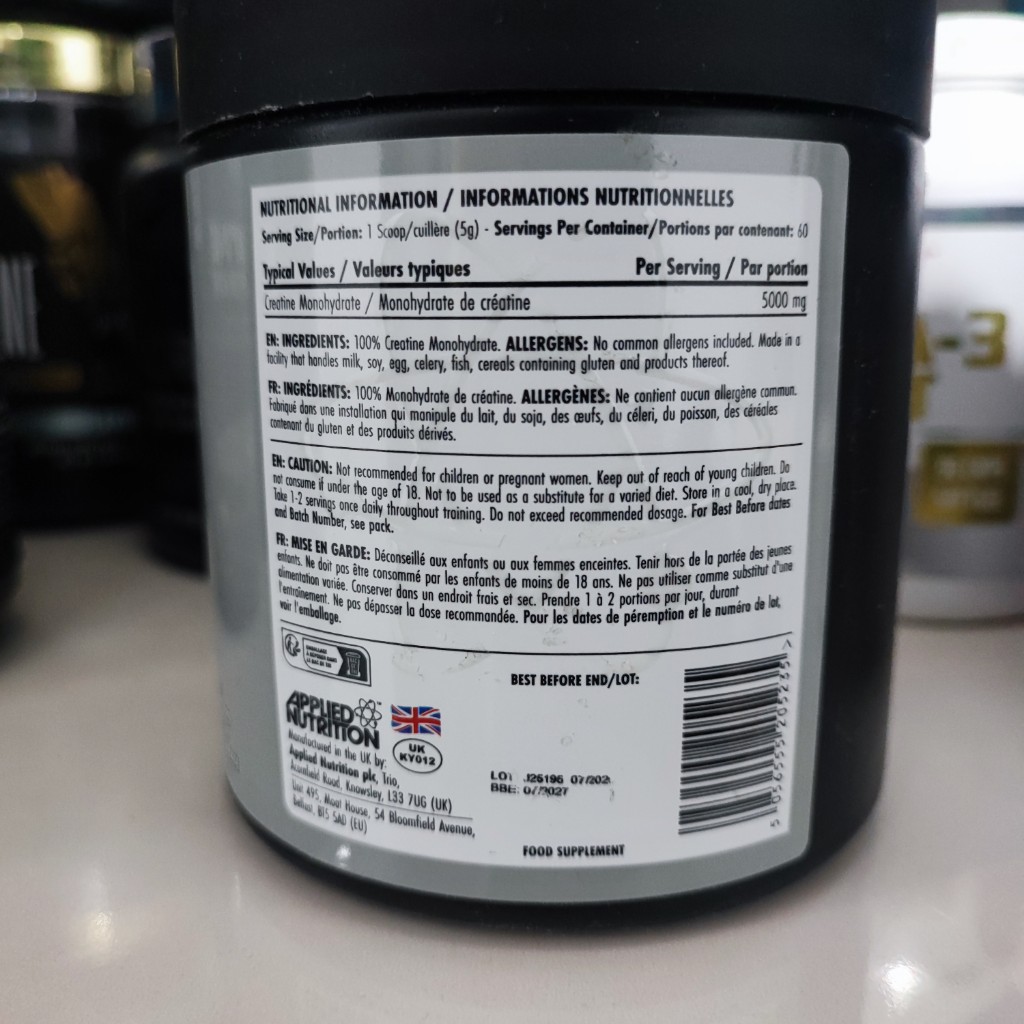 NUTRITIONAL INFORMATION / INFORMATIONS NUTRITIONNELLES
Serving Size/Portion: 1 Scoop/cuillère (5g) - Servings Per Container/Portions par contenant: 60
Typical Values / Valeurs typiques Per Serving / Par portion
Creatine Monohydrate / Monohydrate de créatine 5000 mg
EN: INGREDIENTS: 100% Creatine Monohydrate. ALLERGENS: No common allergens included. Made in a
facility that handles milk, soy, egg, celery, fish, cereals containing gluten and products thereof.
FR: INGRÉDIENTS: 100% Monohydrate de créatine. ALLERGÈNES: Ne contient aucun allergène commun.
Fabriqué dans une installation qui manipule du lait, du soja, des œufs, du céleri, du poisson, des céréales
contenant du gluten et des produits dérivés.
EN: CAUTION: Not recommended for children or pregnant women. Keep out of reach of young children. Do
not consume if under the age of 18. Not to be used as a substitute for a varied diet. Store in a cool, dry place.
Take 1-2 servings once daily throughout training. Do not exceed recommended dosage. For Best Before dates
and Batch Number, see pack.
FR: MISE EN GARDE: Déconseillé aux enfants ou aux femmes enceintes. Tenir hors de la portée des jeunes
enfants. Ne doit pas être consommé par les enfants de moins de 18 ans. Ne pas utiliser comme substitut d'une
alimentation variée. Conserver dans un endroit frais et sec. Prendre 1 à 2 portions par jour, durant
l'entraînement. Ne pas dépasser la dose recommandée. Pour les dates de péremption et le numéro de lot,
voir l'emballage.
BEST BEFORE END/LOT:
APPLIED
NUTRITION
UK
KY012
Manufactured in the UK by:
Applied Nutrition plc, Trio,
Acornfield Road, Knowsley, L33 7UG (UK)
Unit 495, Moat House, 54 Bloomfield Avenue,
Belfast, BT5 5AD (EU)
LOT J26196 07/202
BBE: 07/2027
FOOD SUPPLEMENT
5 056555 205235 >
-3